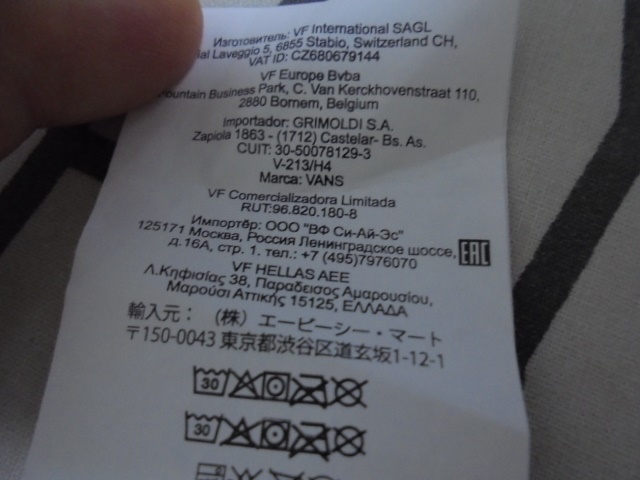 Изготовитель: VF International SAGL
Laveggio 5, 6855 Stabio, Switzerland CH,
VAT ID: CZ680679144
VF Europe Bvba
Business Park, C. Van Kerckhovenstraat 110,
2880 Bornem, Belgium
Importador: GRIMOLDI S.A.
Zapiola 1863 - (1712) Castelar- Bs. As.
CUIT: 30-50078129-3
V-213/H4
Marca: VANS
VF Comercializadora Limitada
RUT:96.820.180-8
Импортёр: ООО "ВФ Си-Ай-Эс"
125171 Москва, Россия Ленинградское шоссе,
д.16А, стр. 1. тел.: +7 (495)7976070
EAC
VF HELLAS AEE
Λ.Κηφισίας 38, Παραδεισος Αμαρουσίου,
Μαρούσι Αττικής 15125, ΕΛΛΑΔΑ
輸入元： （株）エービーシー・マート
〒150-0043 東京都渋谷区道玄坂1-12-1
30
30